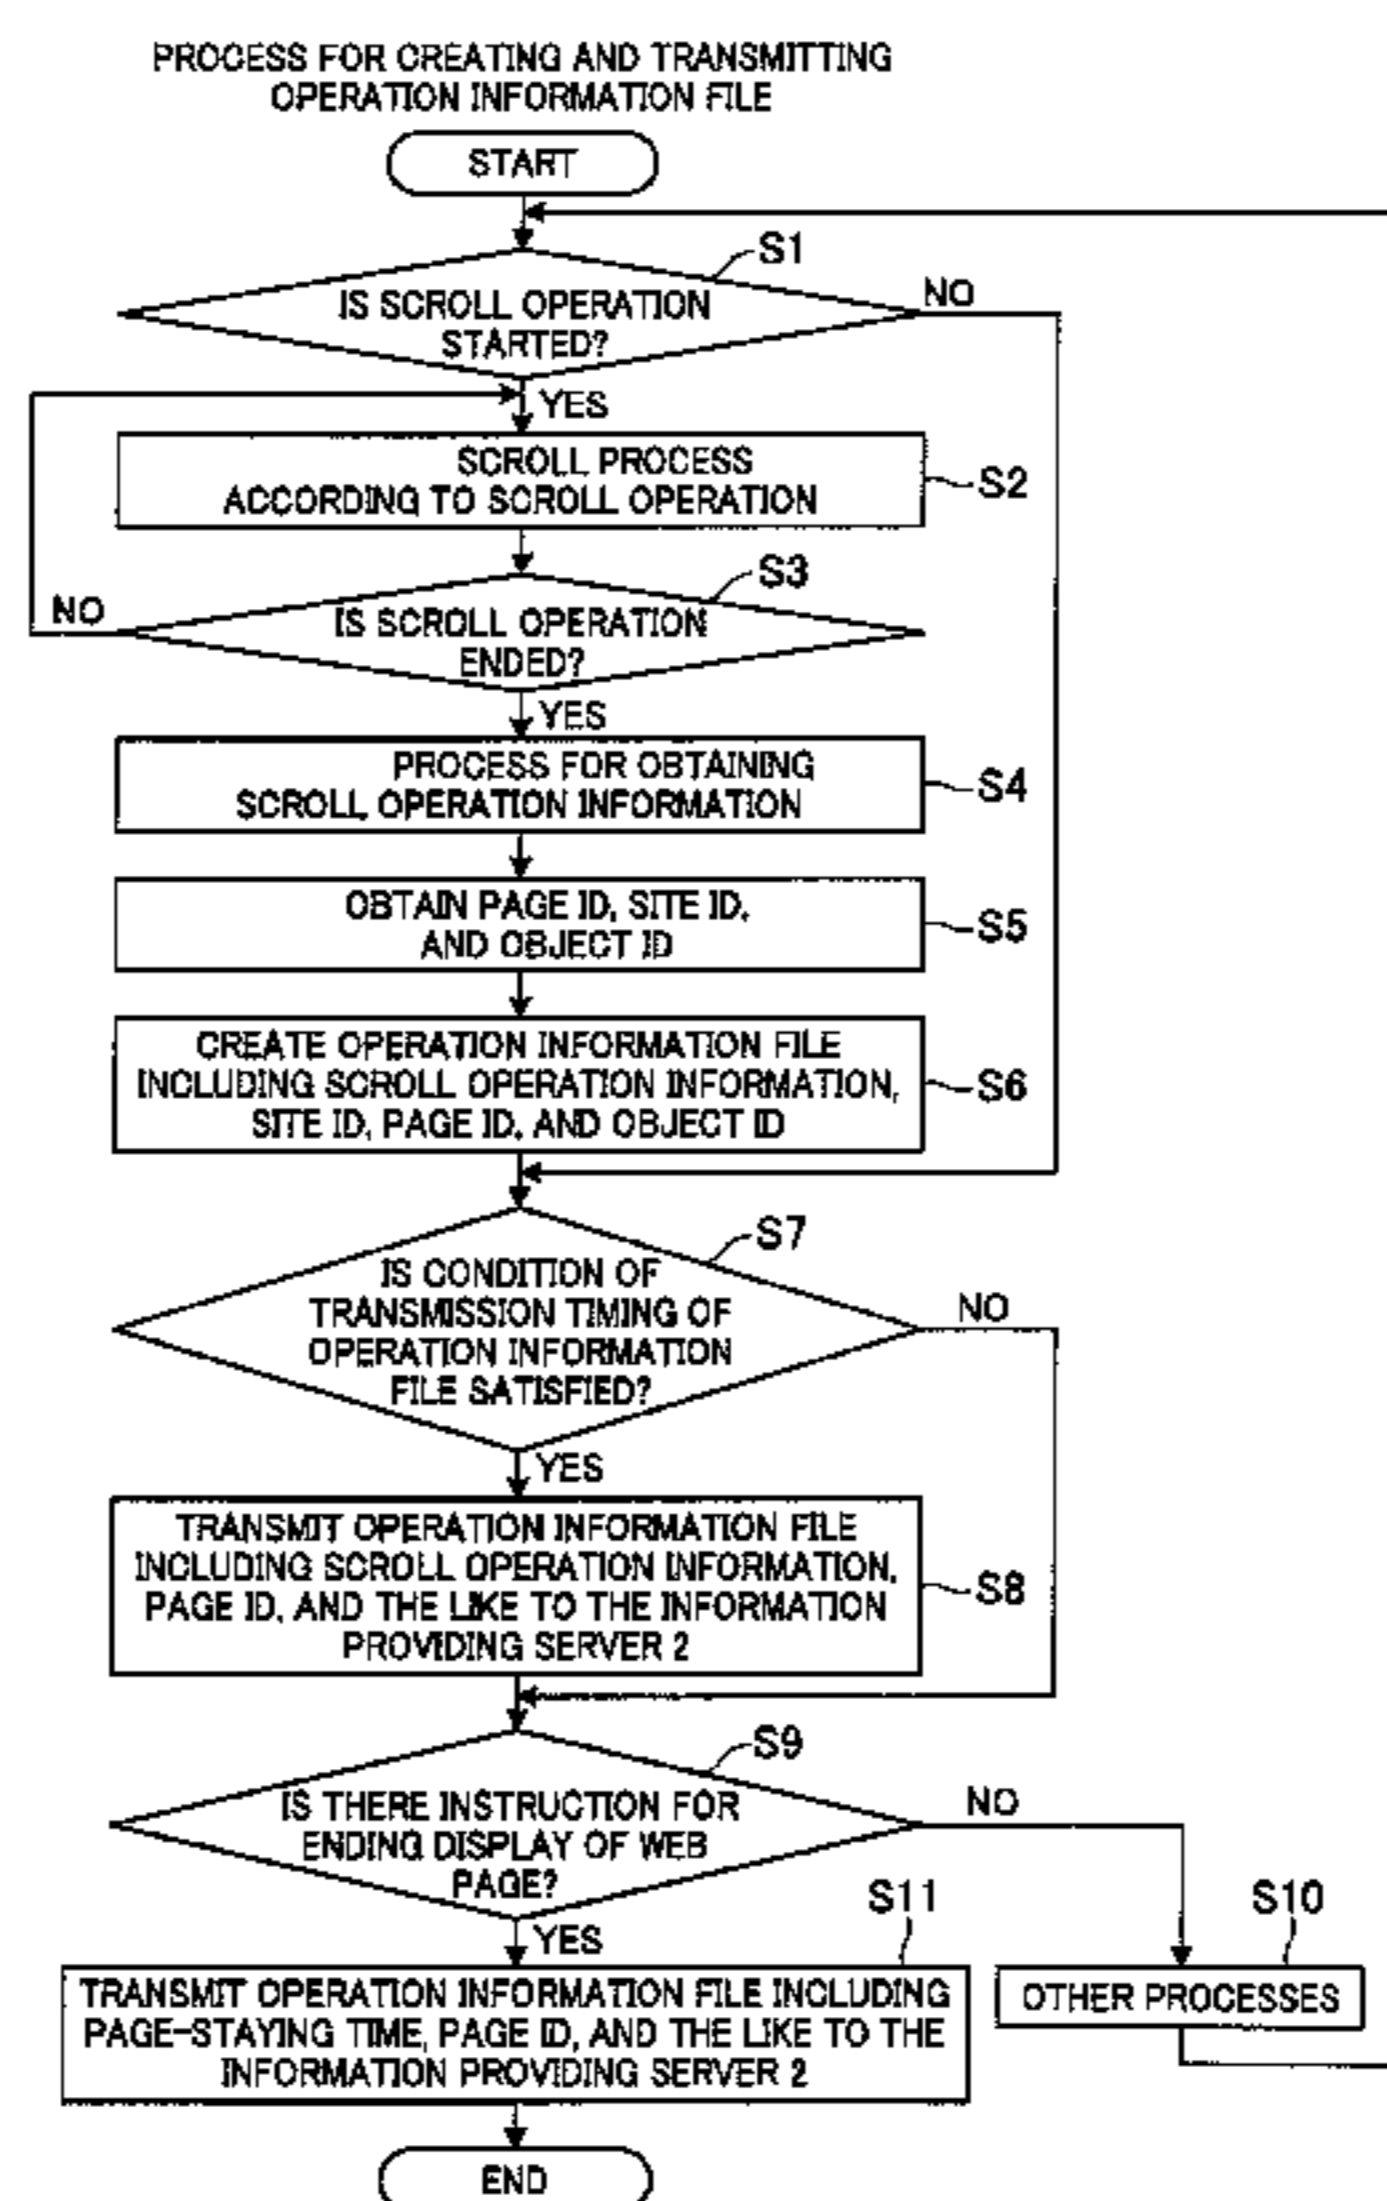 PROCESS FOR CREATING AND TRANSMITTING
OPERATION INFORMATION FILE
START
S1
IS SCROLL OPERATION
STARTED?
NO
YES
SCROLL PROCESS
ACCORDING TO SCROLL OPERATION
S2
S3
IS SCROLL OPERATION
ENDED?
NO
YES
PROCESS FOR OBTAINING
SCROLL OPERATION INFORMATION
S4
OBTAIN PAGE ID, SITE ID,
AND OBJECT ID
S5
CREATE OPERATION INFORMATION FILE
INCLUDING SCROLL OPERATION INFORMATION,
SITE ID, PAGE ID, AND OBJECT ID
S6
S7
IS CONDITION OF
TRANSMISSION TIMING OF
OPERATION INFORMATION
FILE SATISFIED?
NO
YES
TRANSMIT OPERATION INFORMATION FILE
INCLUDING SCROLL OPERATION INFORMATION,
PAGE ID, AND THE LIKE TO THE INFORMATION
PROVIDING SERVER 2
S8
S9
IS THERE INSTRUCTION FOR
ENDING DISPLAY OF WEB
PAGE?
NO
YES
S11
S10
TRANSMIT OPERATION INFORMATION FILE INCLUDING
PAGE-STAYING TIME, PAGE ID, AND THE LIKE TO THE
INFORMATION PROVIDING SERVER 2
OTHER PROCESSES
END